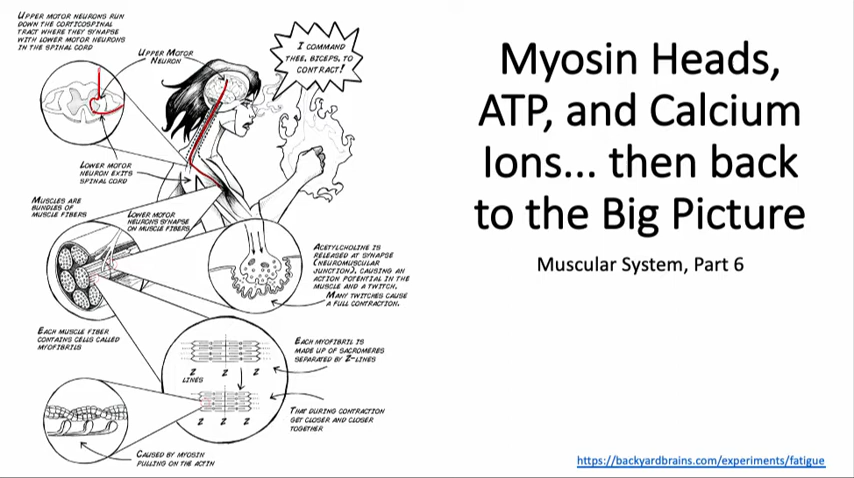 UPPER MOTOR NEURONS RUN
DOWN THE CORTICOSPINAL
TRACT WHERE THEY SYNAPSE
WITH LOWER MOTOR NEURONS
IN THE SPINAL CORD
UPPER MOTOR
NEURON
I COMMAND
THEE, BICEPS, TO
CONTRACT!
LOWER MOTOR
NEURON EXITS
SPINAL CORD
MUSCLES ARE
BUNDLES OF
MUSCLE FIBERS
LOWER MOTOR
NEURONS SYNAPSE
ON MUSCLE FIBERS
ACETYLCHOLINE IS
RELEASED AT SYNAPSE
(NEUROMUSCULAR
JUNCTION), CAUSING AN
ACTION POTENTIAL IN THE
MUSCLE AND A TWITCH.
MANY TWITCHES CAUSE
A FULL CONTRACTION.
EACH MUSCLE FIBER
CONTAINS CELLS CALLED
MYOFIBRILS
Z Z Z
LINES
Z Z Z
EACH MYOFIBRIL IS
MADE UP OF SACROMERES
SEPARATED BY Z-LINES
THAT DURING CONTRACTION
GET CLOSER AND CLOSER
TOGETHER
CAUSED BY MYOSIN
PULLING ON THE ACTIN
Myosin Heads,
ATP, and Calcium
Ions... then back
to the Big Picture
Muscular System, Part 6
https://backyardbrains.com/experiments/fatigue